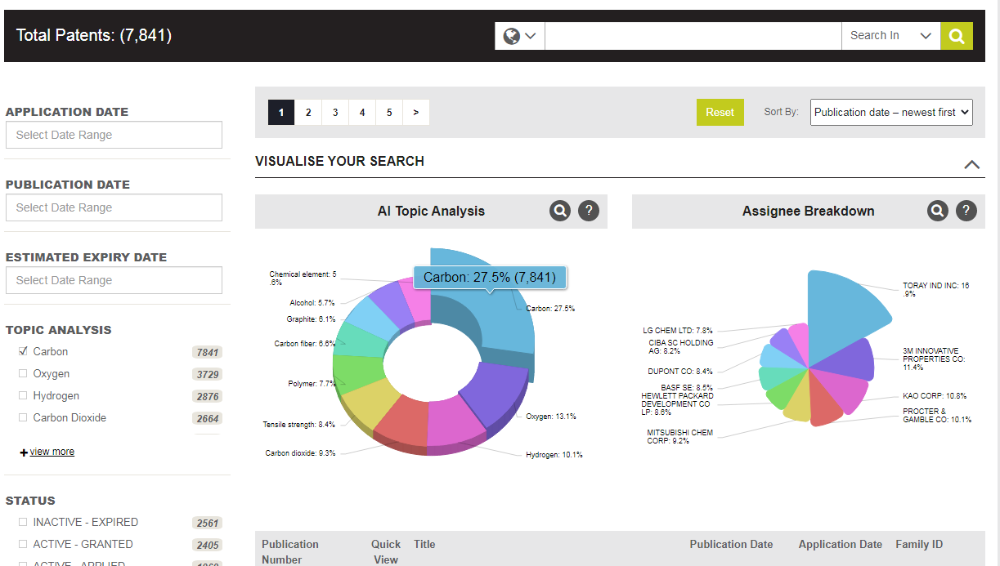 Total Patents: (7,841)
Search In
APPLICATION DATE
Select Date Range
PUBLICATION DATE
Select Date Range
ESTIMATED EXPIRY DATE
Select Date Range
TOPIC ANALYSIS
Carbon 7841
Oxygen 3729
Hydrogen 2876
Carbon Dioxide 2664
+ view more
STATUS
INACTIVE - EXPIRED 2561
ACTIVE - GRANTED 2405
ACTIVE - APPLIED
1 2 3 4 5 >
Reset
Sort By:
Publication date – newest first
VISUALISE YOUR SEARCH
AI Topic Analysis
?
Carbon: 27.5% (7,841)
Chemical element: 5
.6%
Alcohol: 5.7%
Graphite: 6.1%
Carbon fiber: 6.6%
Polymer: 7.7%
Tensile strength: 8.4%
Carbon dioxide: 9.3%
Carbon: 27.5%
Oxygen: 13.1%
Hydrogen: 10.1%
Assignee Breakdown
?
LG CHEM LTD: 7.8%
CIBA SC HOLDING
AG: 8.2%
DUPONT CO: 8.4%
BASF SE: 8.5%
HEWLETT PACKARD
DEVELOPMENT CO
LP: 8.6%
MITSUBISHI CHEM
CORP: 9.2%
TORAY IND INC: 16
.9%
3M INNOVATIVE
PROPERTIES CO:
11.4%
KAO CORP: 10.8%
PROCTER &
GAMBLE CO: 10.1%
Publication
Number
Quick
View
Title
Publication Date
Application Date
Family ID